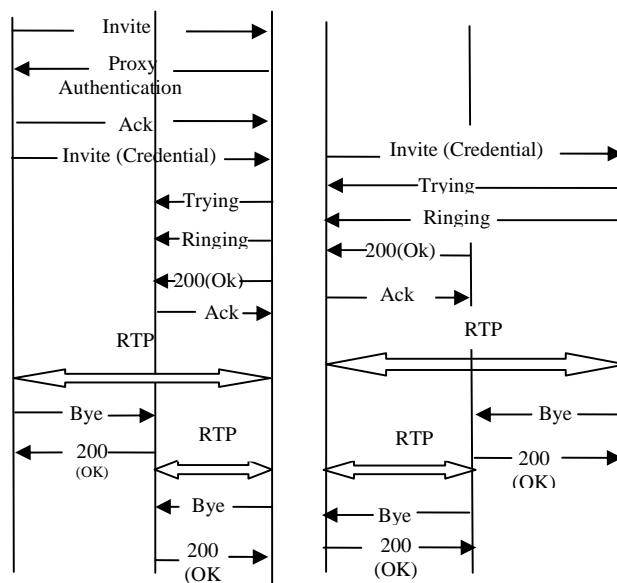 Invite
Proxy
Authentication
Ack
Invite (Credential)
Trying
Ringing
200(Ok)
Ack
RTP
Bye
200
(OK)
RTP
Bye
200
(OK
Invite (Credential)
Trying
Ringing
200(Ok)
Ack
RTP
Bye
200
(OK)
RTP
Bye
200
(OK)